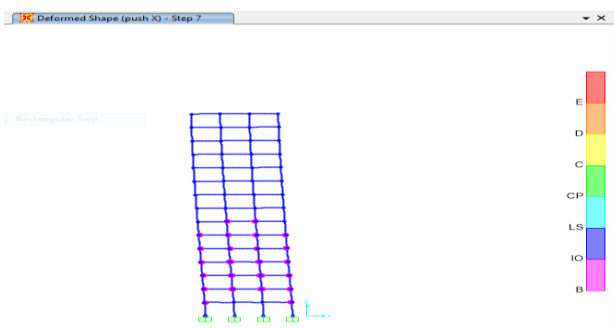 Deformed Shape (push X) - Step 7
Rectangular Snip
E
D
C
CP
LS
IO
B